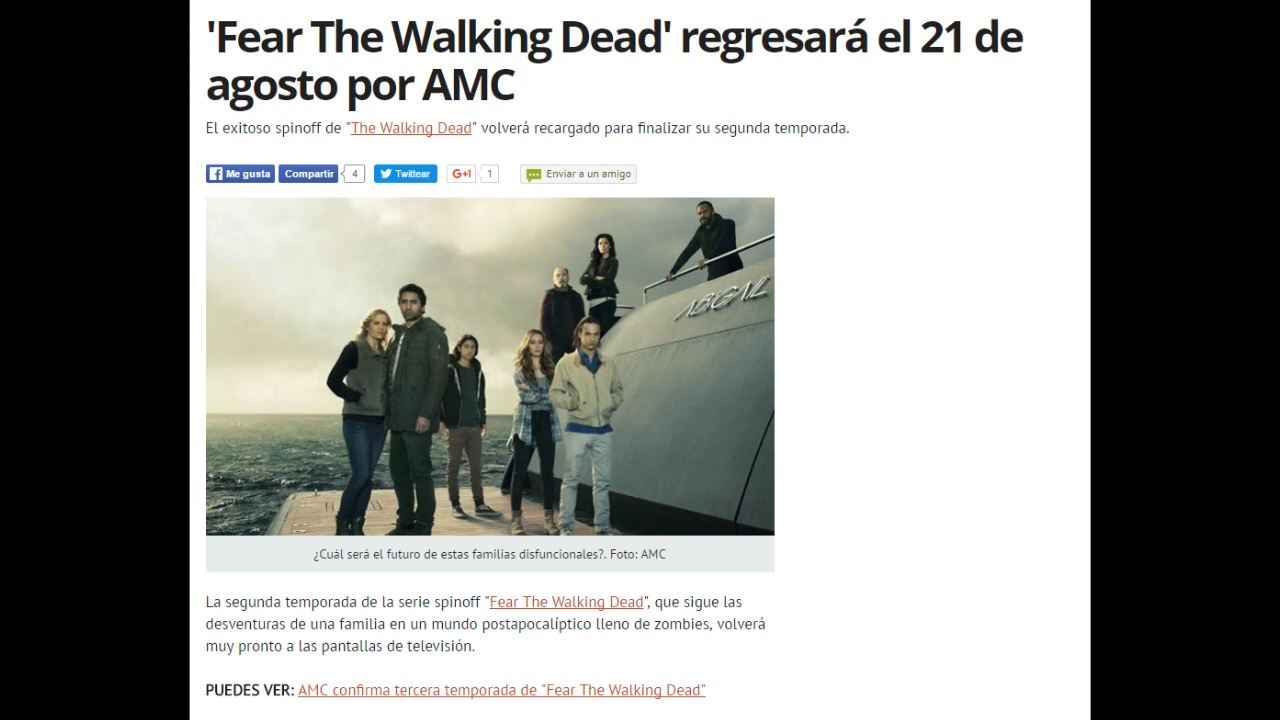 'Fear The Walking Dead' regresará el 21 de
agosto por AMC
El exitoso spinoff de "The Walking Dead" volverá recargado para finalizar su segunda temporada.
Me gusta Compartir 4 Twittear G+1 1 Enviar a un amigo
ABIGAIL
¿Cuál será el futuro de estas familias disfuncionales?. Foto: AMC
La segunda temporada de la serie spinoff "Fear The Walking Dead", que sigue las
desventuras de una familia en un mundo postapocalíptico lleno de zombies, volverá
muy pronto a las pantallas de televisión.
PUEDES VER: AMC confirma tercera temporada de "Fear The Walking Dead"